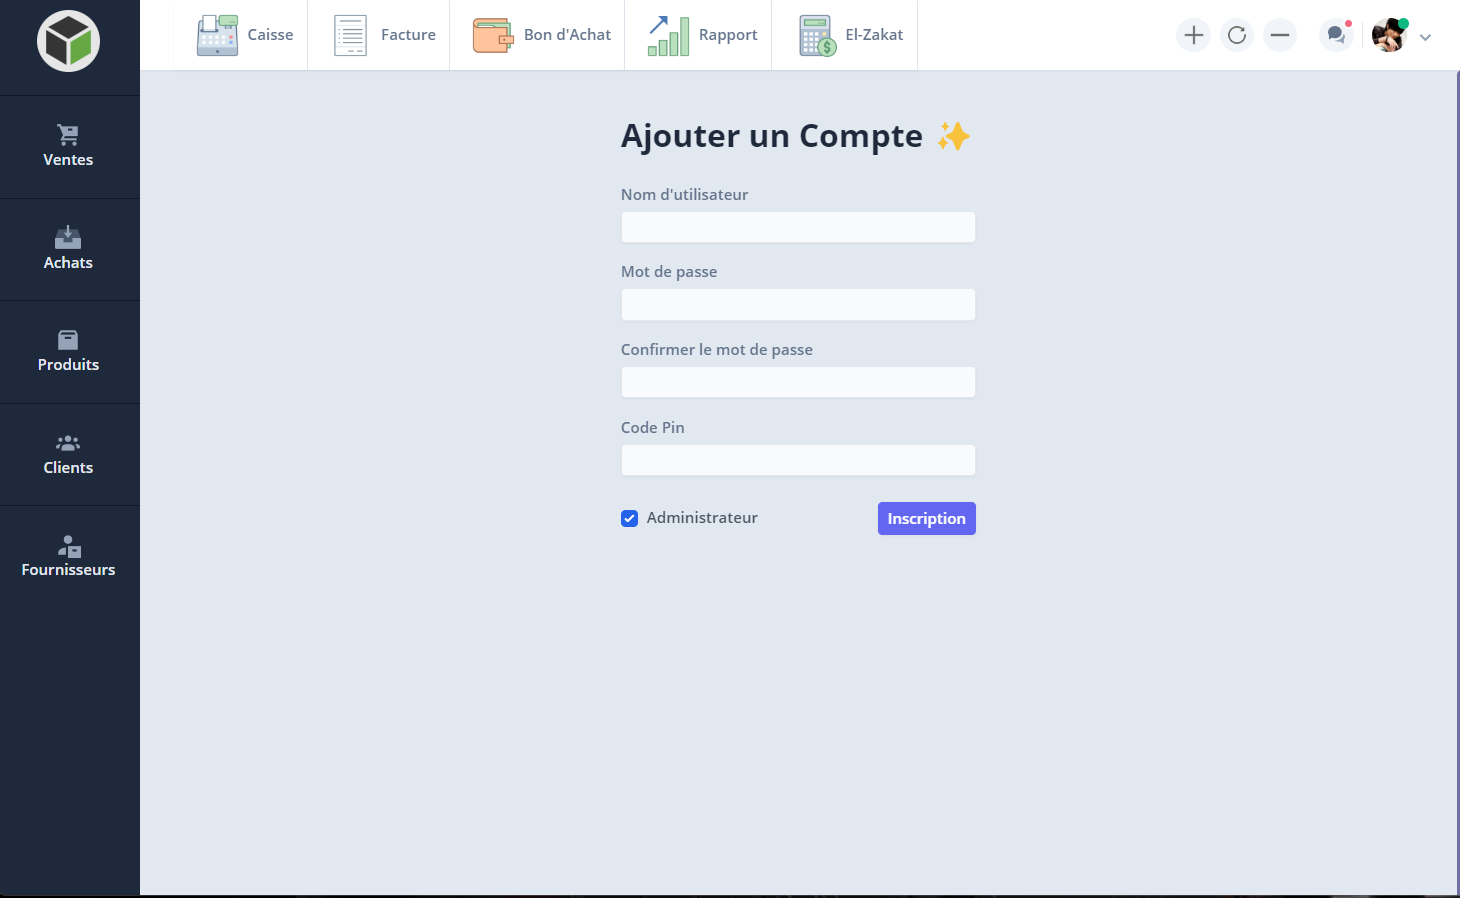 Caisse
Facture
Bon d'Achat
Rapport
El-Zakat
Ventes
Achats
Produits
Clients
Fournisseurs
Ajouter un Compte ✨
Nom d'utilisateur
Mot de passe
Confirmer le mot de passe
Code Pin
Administrateur
Inscription